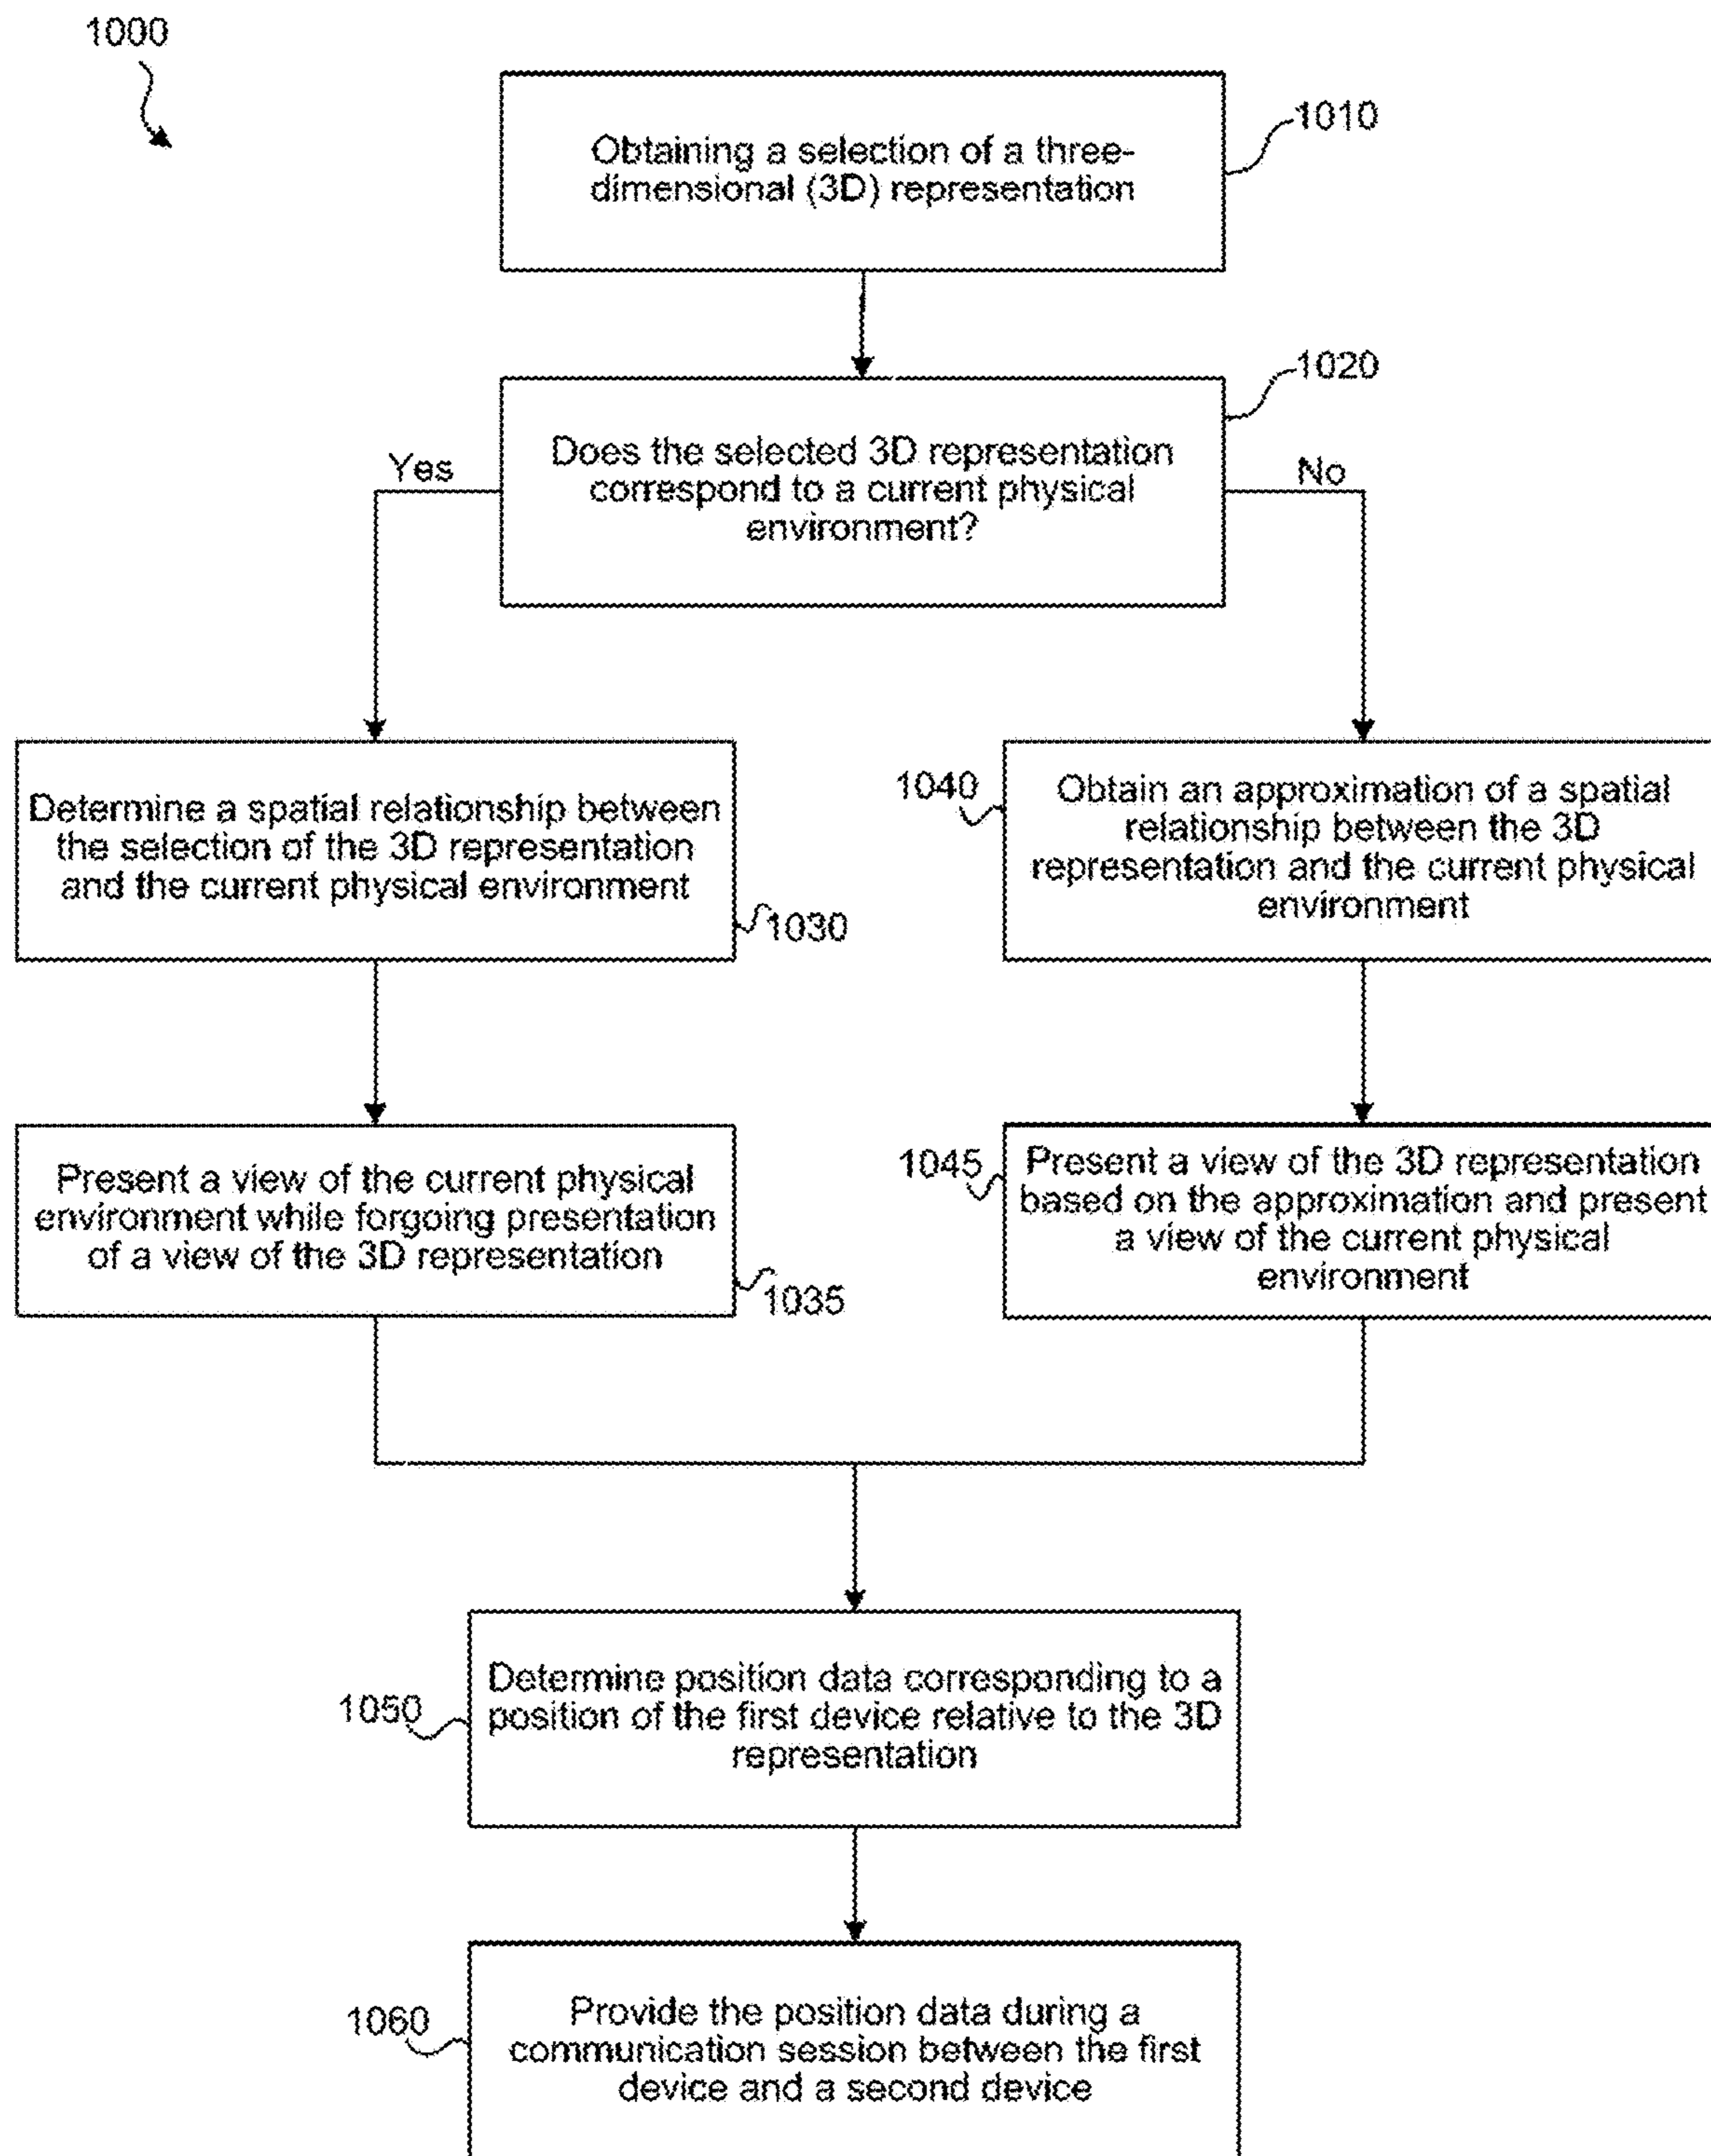 1000
Obtaining a selection of a three-
dimensional (3D) representation
1010
Does the selected 3D representation
correspond to a current physical
environment?
1020
Yes
No
Determine a spatial relationship between
the selection of the 3D representation
and the current physical environment
1030
1040
Obtain an approximation of a spatial
relationship between the 3D
representation and the current physical
environment
Present a view of the current physical
environment while forgoing presentation
of a view of the 3D representation
1035
1045
Present a view of the 3D representation
based on the approximation and present
a view of the current physical
environment
1050
Determine position data corresponding to a
position of the first device relative to the 3D
representation
1060
Provide the position data during a
communication session between the first
device and a second device